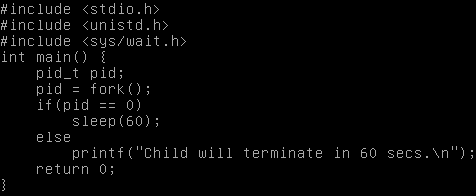 #include <stdio.h>
#include <unistd.h>
#include <sys/wait.h>
int main() {
    pid_t pid;
    pid = fork();
    if(pid == 0)
        sleep(60);
    else
        printf("Child will terminate in 60 secs.\n");
    return 0;
}